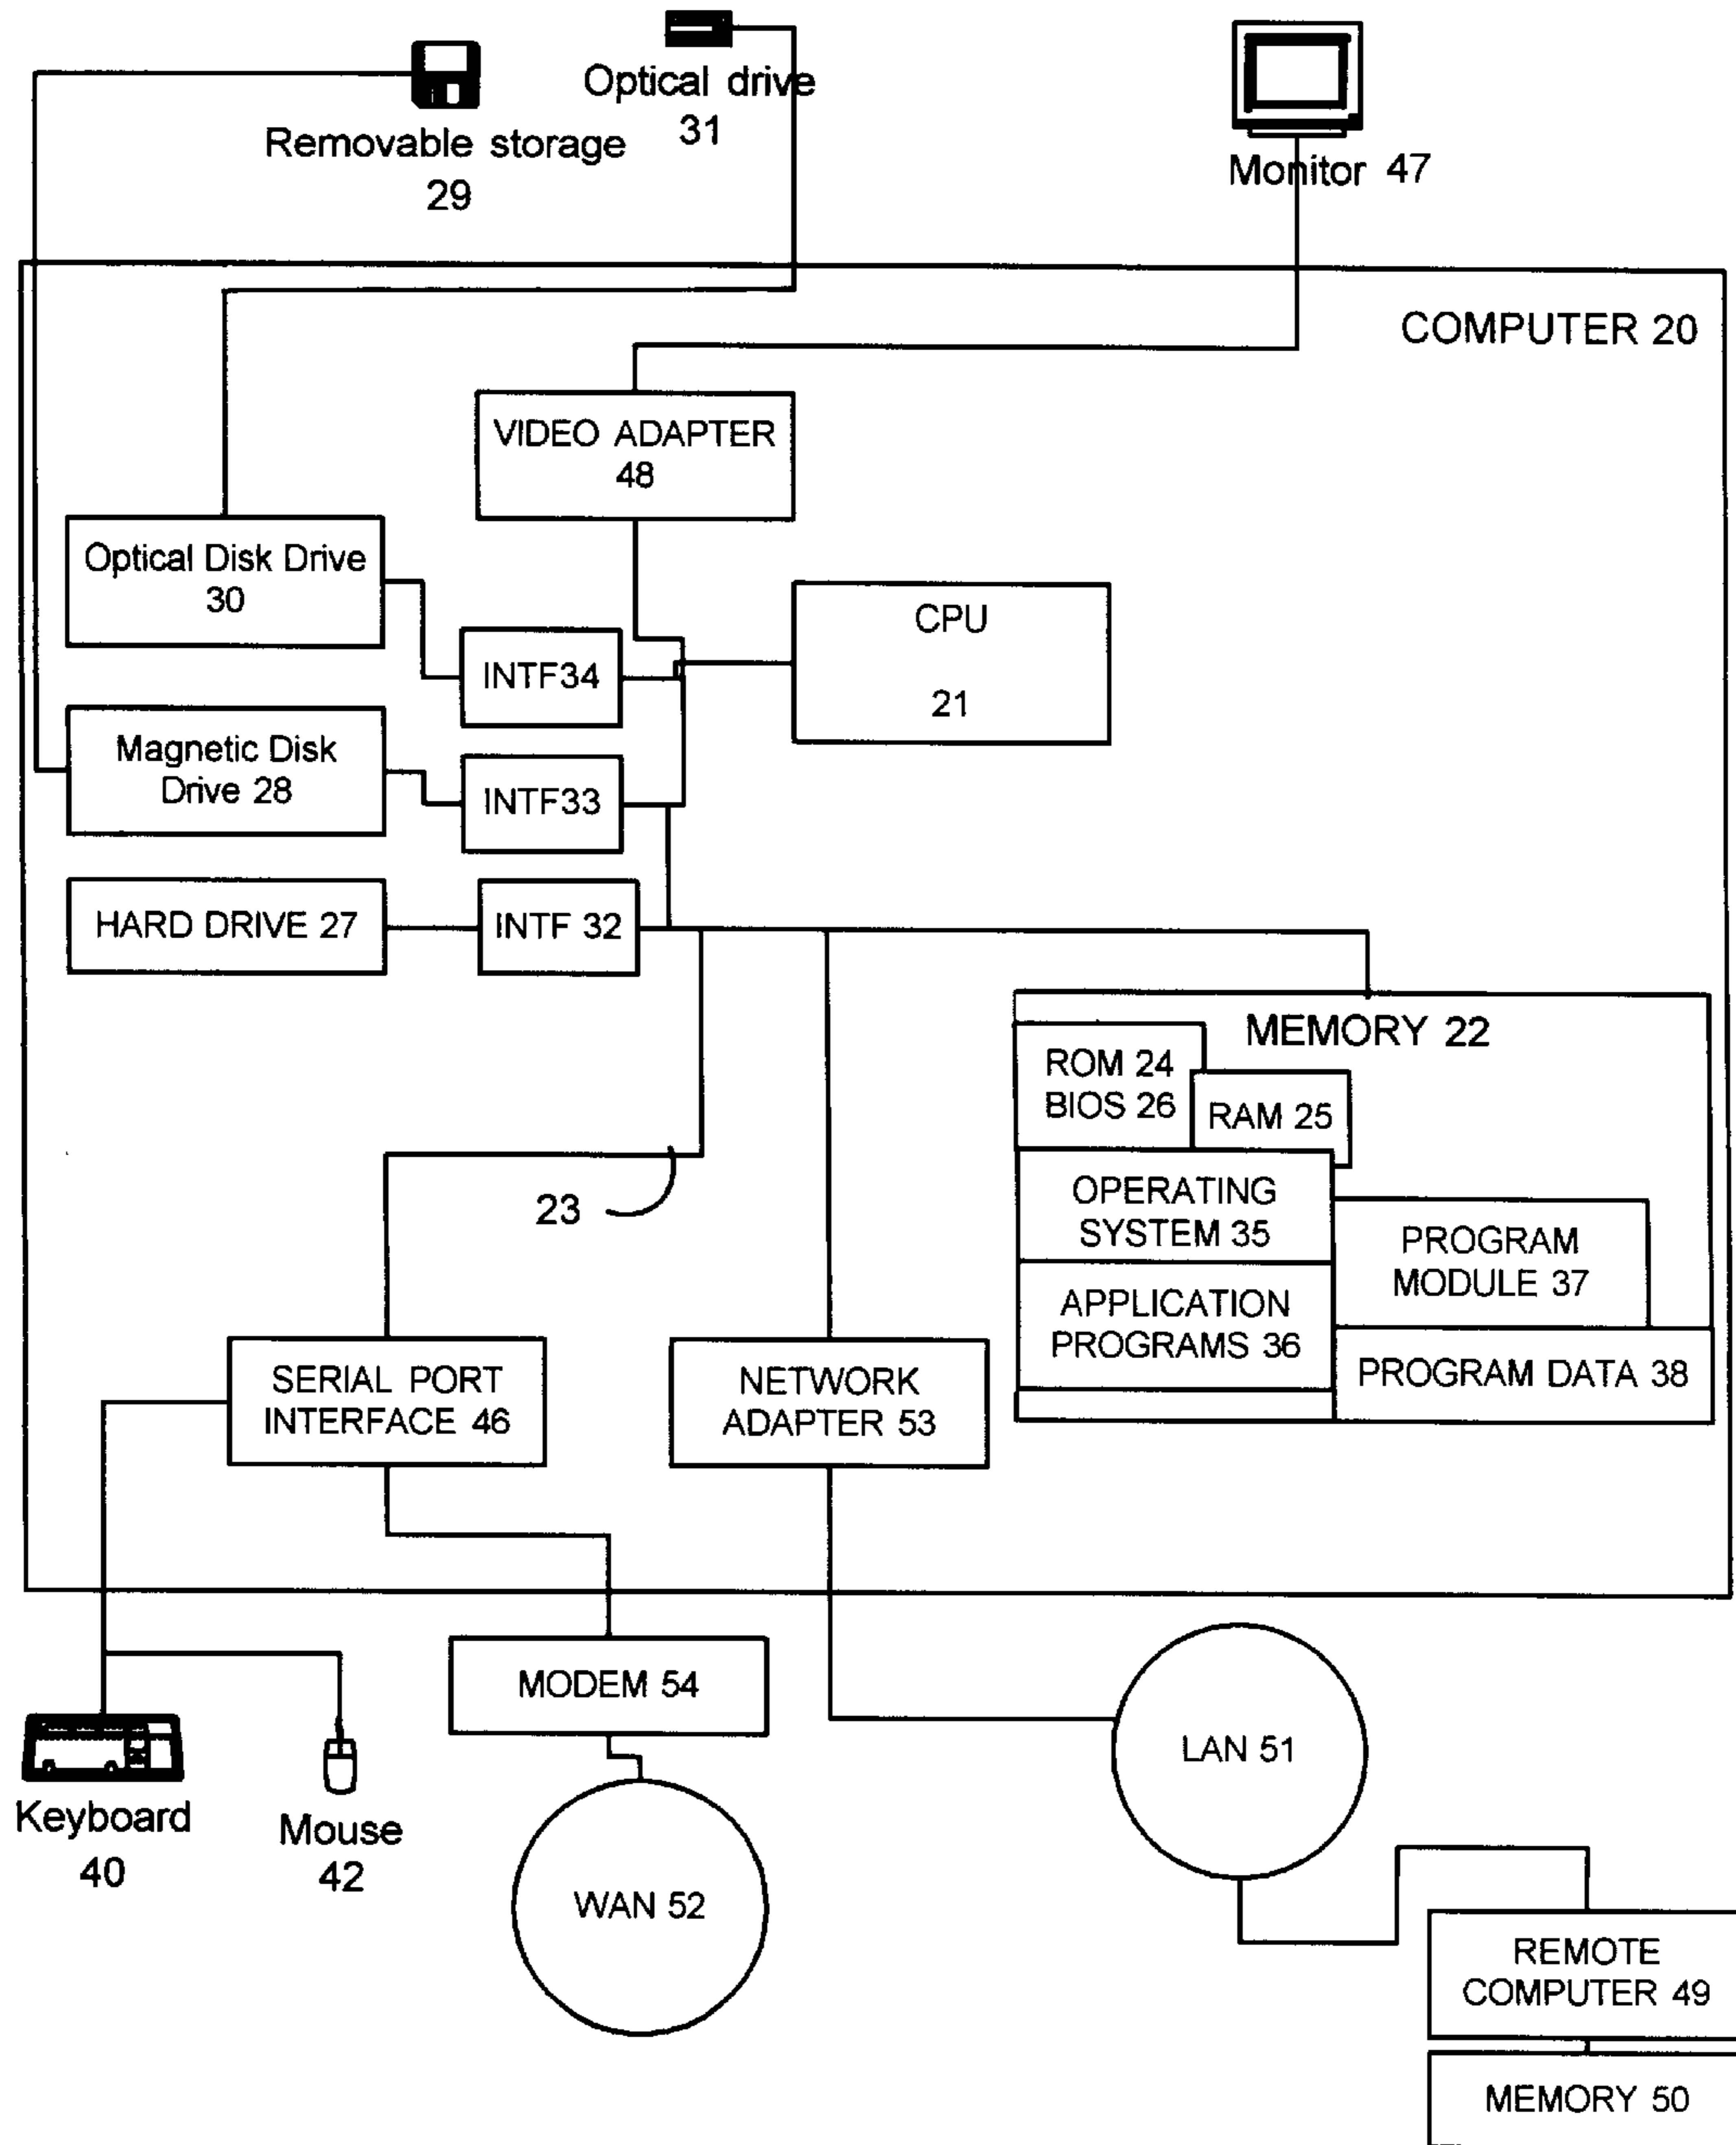 Optical drive
31
Removable storage
29
Monitor 47
COMPUTER 20
VIDEO ADAPTER
48
Optical Disk Drive
30
CPU
21
INTF34
Magnetic Disk
Drive 28
INTF33
HARD DRIVE 27
INTF 32
MEMORY 22
ROM 24
BIOS 26
RAM 25
23
OPERATING
SYSTEM 35
PROGRAM
MODULE 37
APPLICATION
PROGRAMS 36
PROGRAM DATA 38
SERIAL PORT
INTERFACE 46
NETWORK
ADAPTER 53
MODEM 54
LAN 51
Keyboard
40
Mouse
42
WAN 52
REMOTE
COMPUTER 49
MEMORY 50